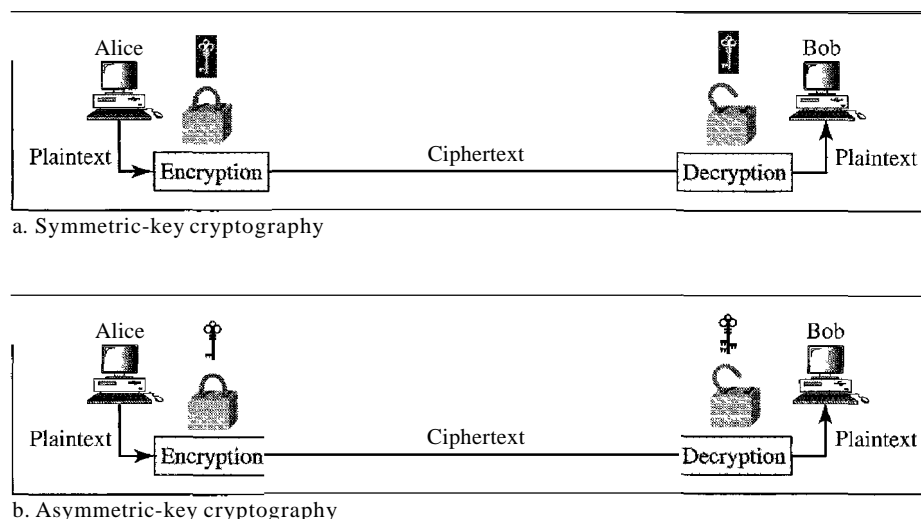 Alice
Bob
Plaintext
Encryption
Ciphertext
Decryption
Plaintext
a. Symmetric-key cryptography
Alice
Bob
Plaintext
Encryption
Ciphertext
Decryption
Plaintext
b. Asymmetric-key cryptography